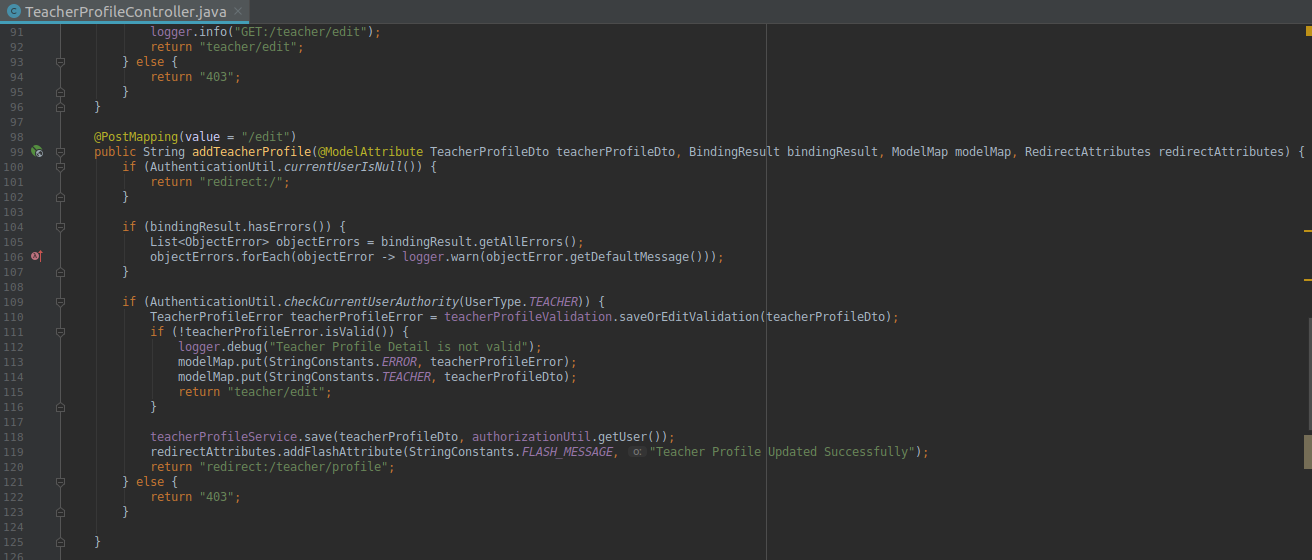 TeacherProfileController.java
91 logger.info("GET:/teacher/edit");
92 return "teacher/edit";
93 } else {
94 return "403";
95 }
96 }
97
98 @PostMapping(value = "/edit")
99 public String addTeacherProfile(@ModelAttribute TeacherProfileDto teacherProfileDto, BindingResult bindingResult, ModelMap modelMap, RedirectAttributes redirectAttributes) {
100 if (AuthenticationUtil.currentUserIsNull()) {
101 return "redirect:/";
102 }
103
104 if (bindingResult.hasErrors()) {
105 List<ObjectError> objectErrors = bindingResult.getAllErrors();
106 objectErrors.forEach(objectError -> logger.warn(objectError.getDefaultMessage()));
107 }
108
109 if (AuthenticationUtil.checkCurrentUserAuthority(UserType.TEACHER)) {
110 TeacherProfileError teacherProfileError = teacherProfileValidation.saveOrEditValidation(teacherProfileDto);
111 if (!teacherProfileError.isValid()) {
112 logger.debug("Teacher Profile Detail is not valid");
113 modelMap.put(StringConstants.ERROR, teacherProfileError);
114 modelMap.put(StringConstants.TEACHER, teacherProfileDto);
115 return "teacher/edit";
116 }
117
118 teacherProfileService.save(teacherProfileDto, authorizationUtil.getUser());
119 redirectAttributes.addFlashAttribute(StringConstants.FLASH_MESSAGE, o: "Teacher Profile Updated Successfully");
120 return "redirect:/teacher/profile";
121 } else {
122 return "403";
123 }
124
125 }
126